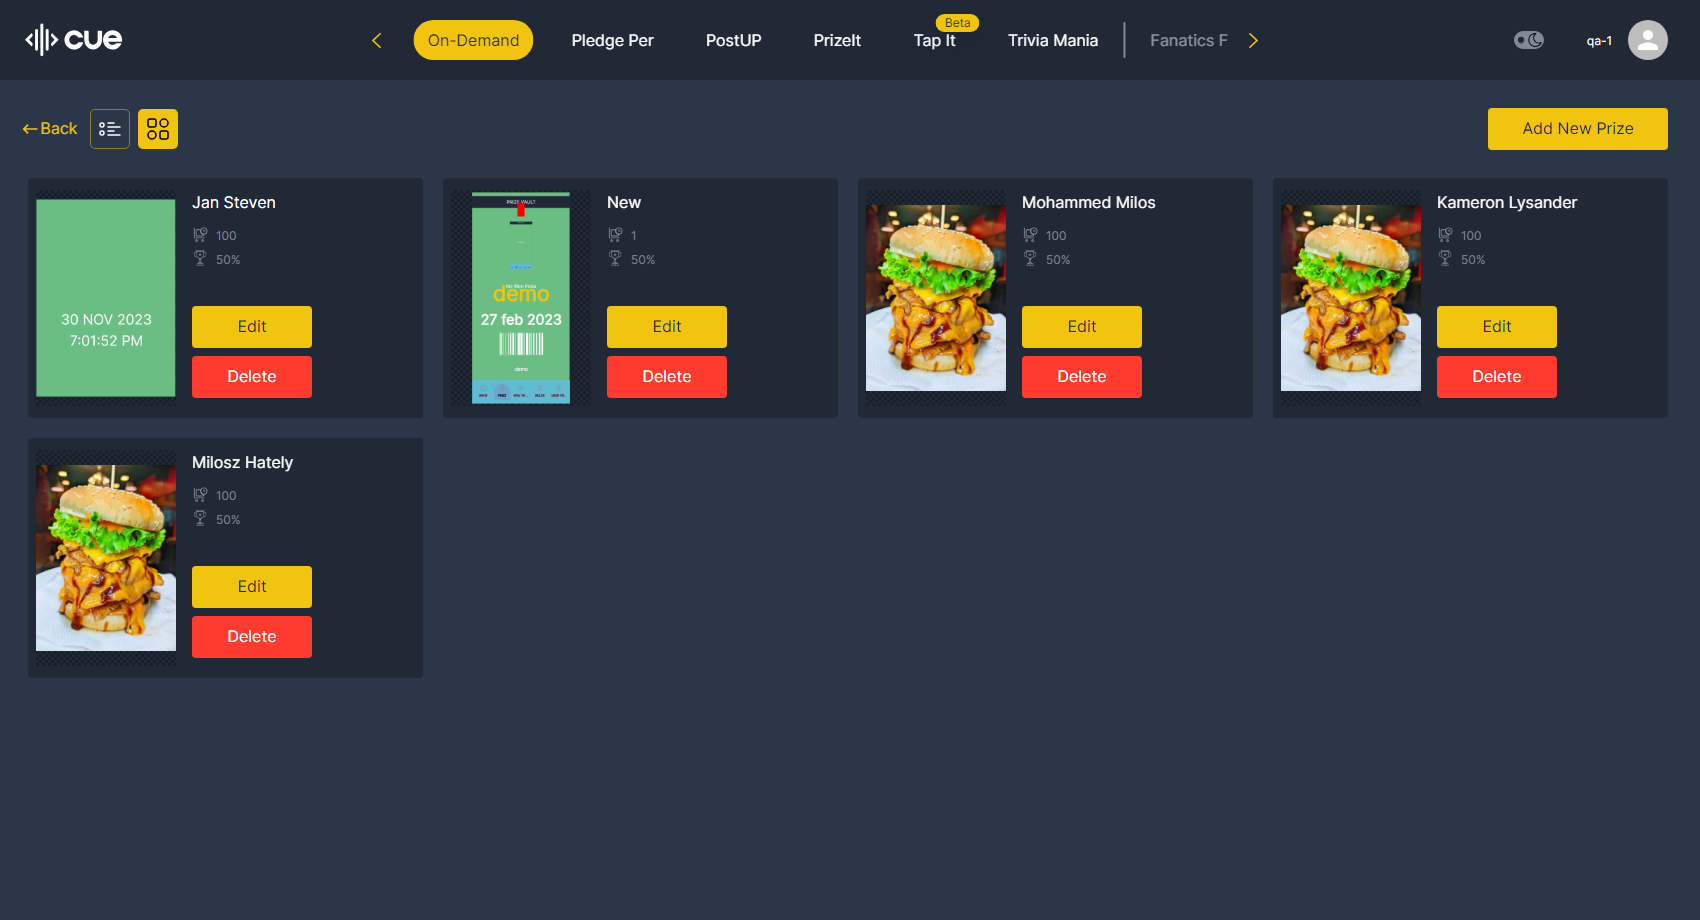 cue
On-Demand
Pledge Per
PostUP
PrizeIt
Tap It
Beta
Trivia Mania
Fanatics F
qa-1
Back
Add New Prize
Jan Steven
100
50%
30 NOV 2023
7:01:52 PM
Edit
Delete
New
1
50%
PRIZE VAULT
demo
27 feb 2023
demo
Edit
Delete
Mohammed Milos
100
50%
Edit
Delete
Kameron Lysander
100
50%
Edit
Delete
Milosz Hately
100
50%
Edit
Delete